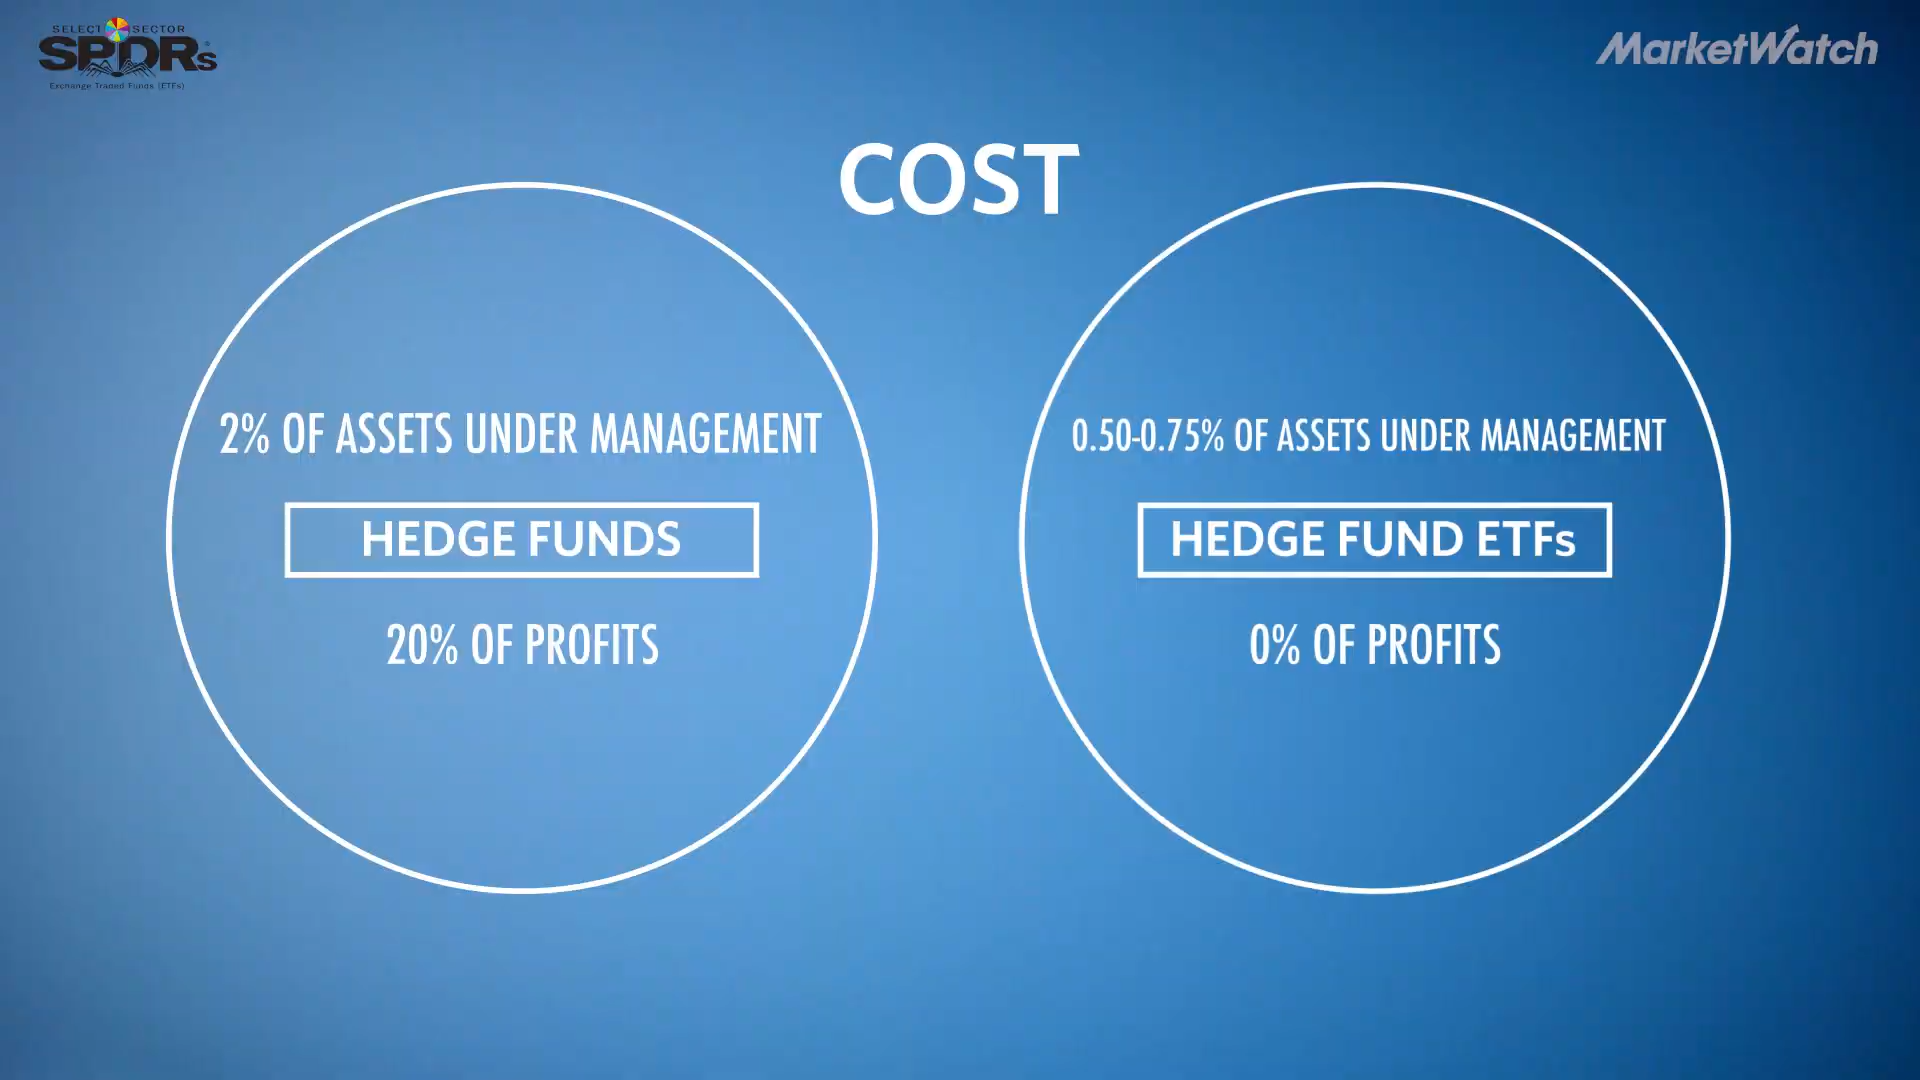 SELECT SECTOR
SPDRs
Exchange Traded Funds (ETFs)
MarketWatch
COST
2% OF ASSETS UNDER MANAGEMENT
HEDGE FUNDS
20% OF PROFITS
0.50-0.75% OF ASSETS UNDER MANAGEMENT
HEDGE FUND ETFs
0% OF PROFITS